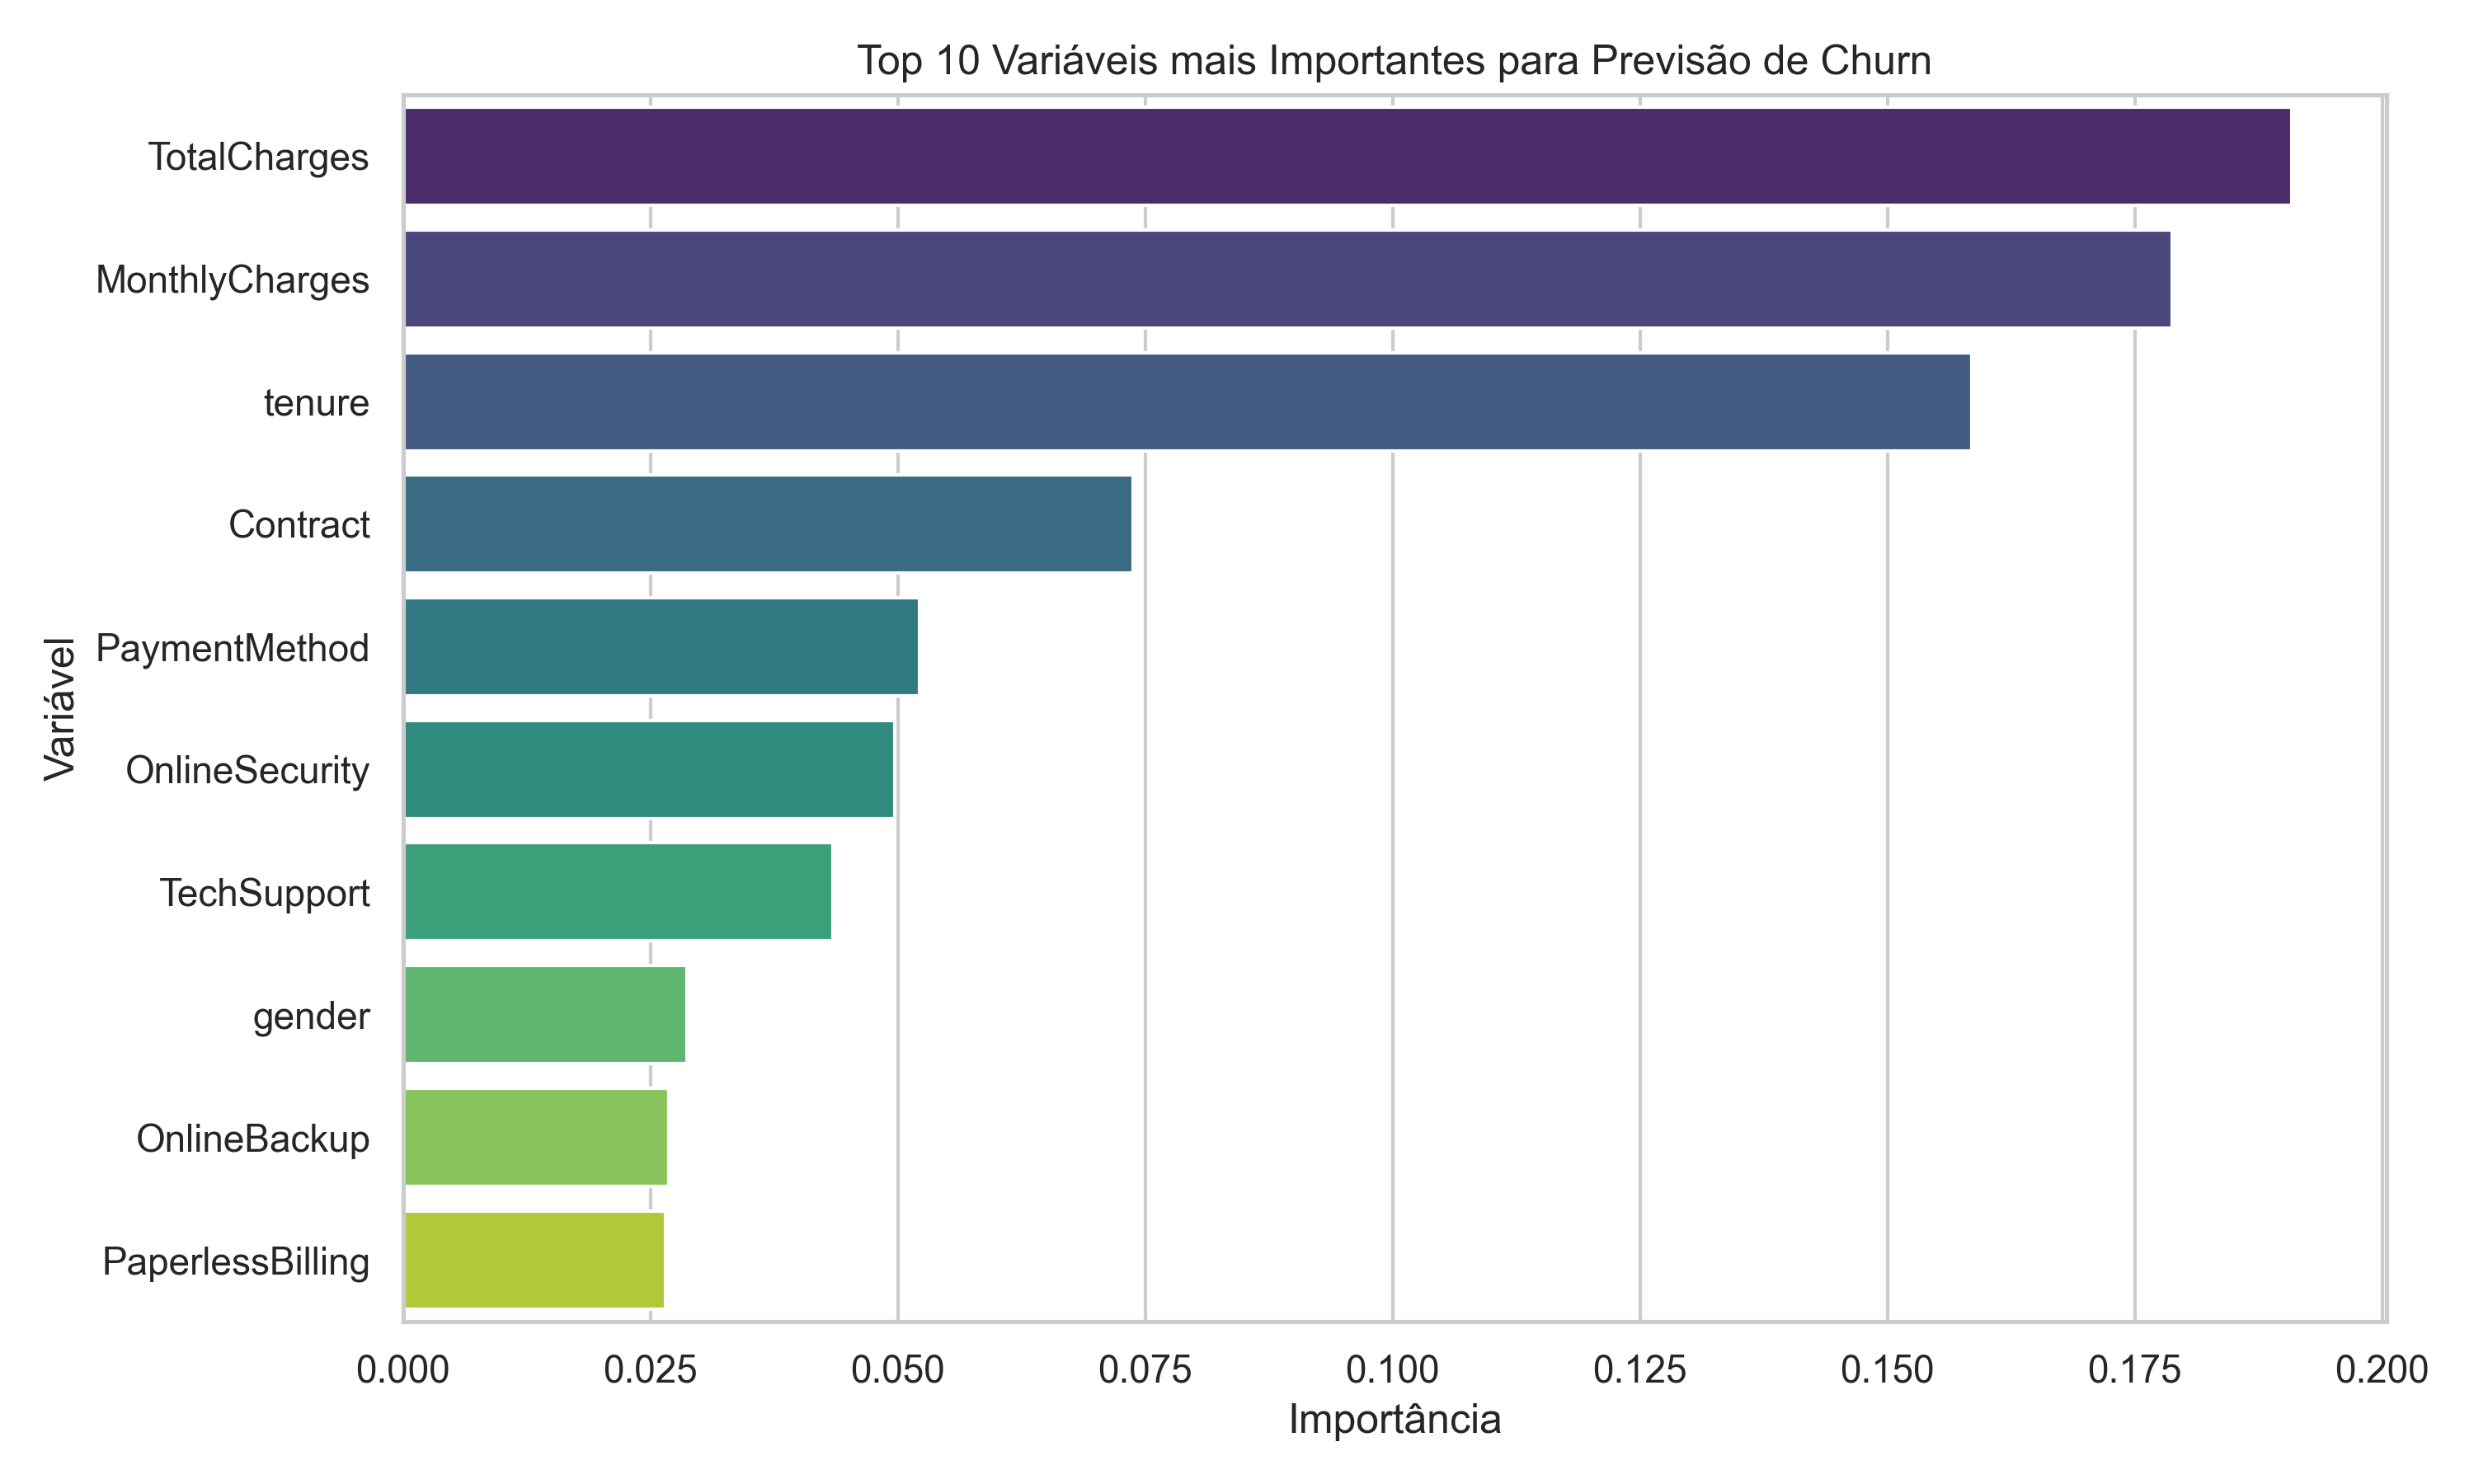 Top 10 Variáveis mais Importantes para Previsão de Churn
Variável
TotalCharges
MonthlyCharges
tenure
Contract
PaymentMethod
OnlineSecurity
TechSupport
gender
OnlineBackup
PaperlessBilling
0.000 0.025 0.050 0.075 0.100 0.125 0.150 0.175 0.200
Importância